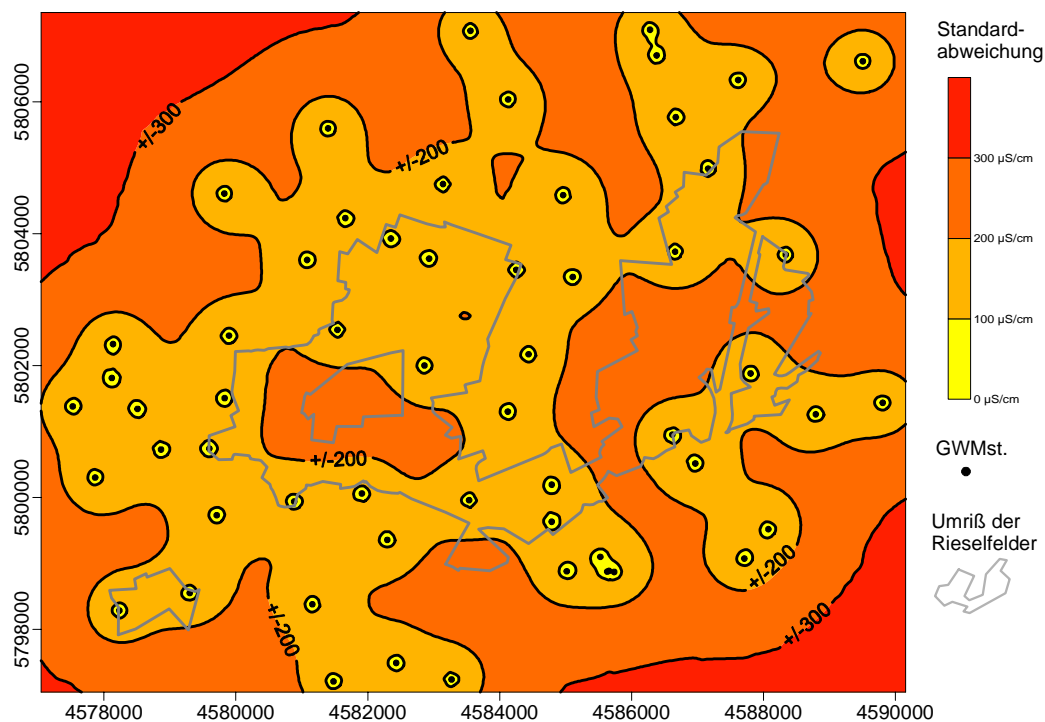 Standard-
abweichung
300 µS/cm
200 µS/cm
100 µS/cm
0 µS/cm
GWMst.
Umriß der
Rieselfelder
+/-300
+/-200
+/-200
+/-200
+/-200
+/-300
5806000
5804000
5802000
5800000
5798000
4578000
4580000
4582000
4584000
4586000
4588000
4590000